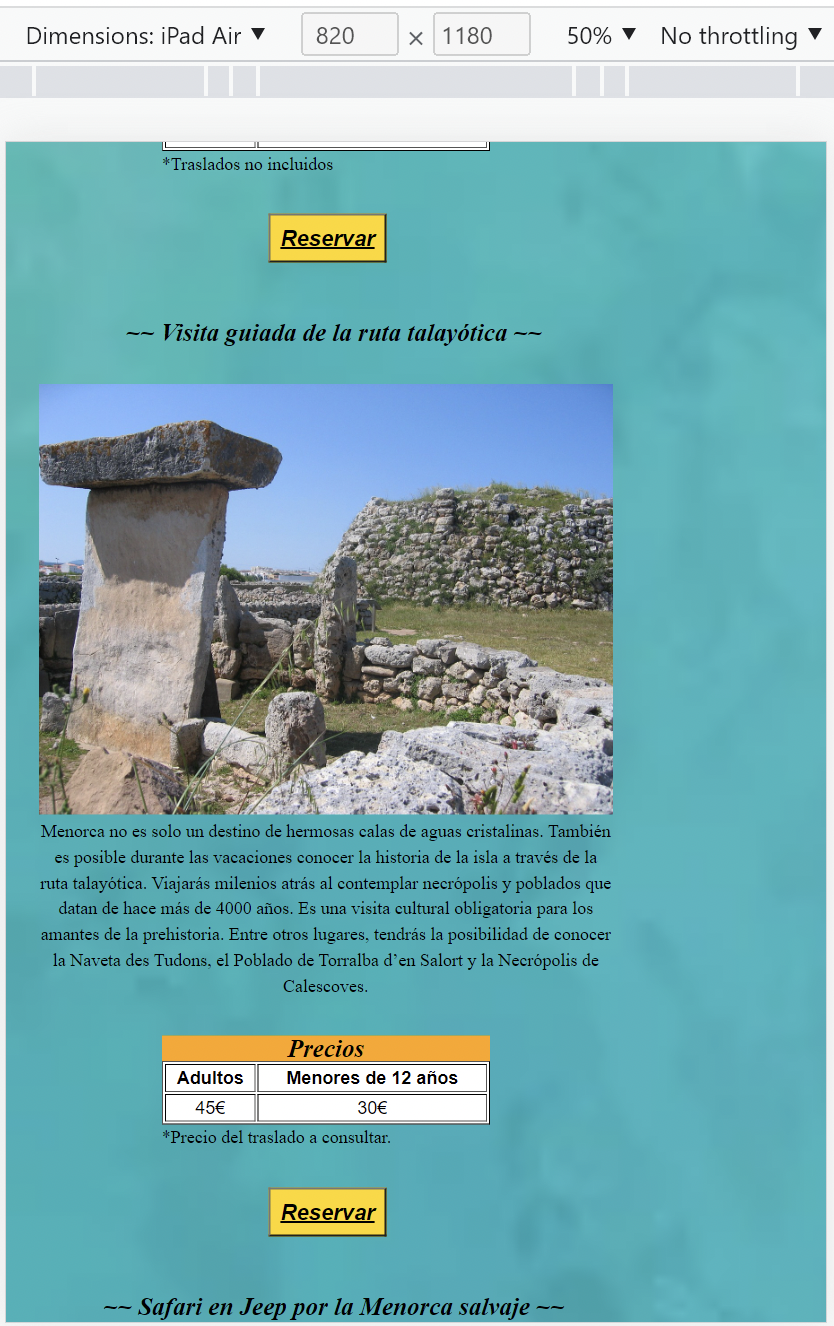 Dimensions: iPad Air ▼ 820 × 1180 50% ▼ No throttling ▼
*Traslados no incluidos
Reservar
~~ Visita guiada de la ruta talayótica ~~
Menorca no es solo un destino de hermosas calas de aguas cristalinas. También
es posible durante las vacaciones conocer la historia de la isla a través de la
ruta talayótica. Viajarás milenios atrás al contemplar necrópolis y poblados que
datan de hace más de 4000 años. Es una visita cultural obligatoria para los
amantes de la prehistoria. Entre otros lugares, tendrás la posibilidad de conocer
la Naveta des Tudons, el Poblado de Torralba d’en Salort y la Necrópolis de
Calescoves.
Precios
Adultos Menores de 12 años
45€ 30€
*Precio del traslado a consultar.
Reservar
~~ Safari en Jeep por la Menorca salvaje ~~